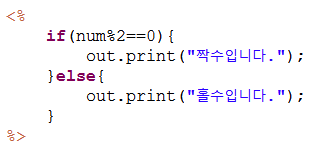 <%
    if(num%2==0){
        out.print("짝수입니다.");
    }else{
        out.print("홀수입니다.");
    }
%>